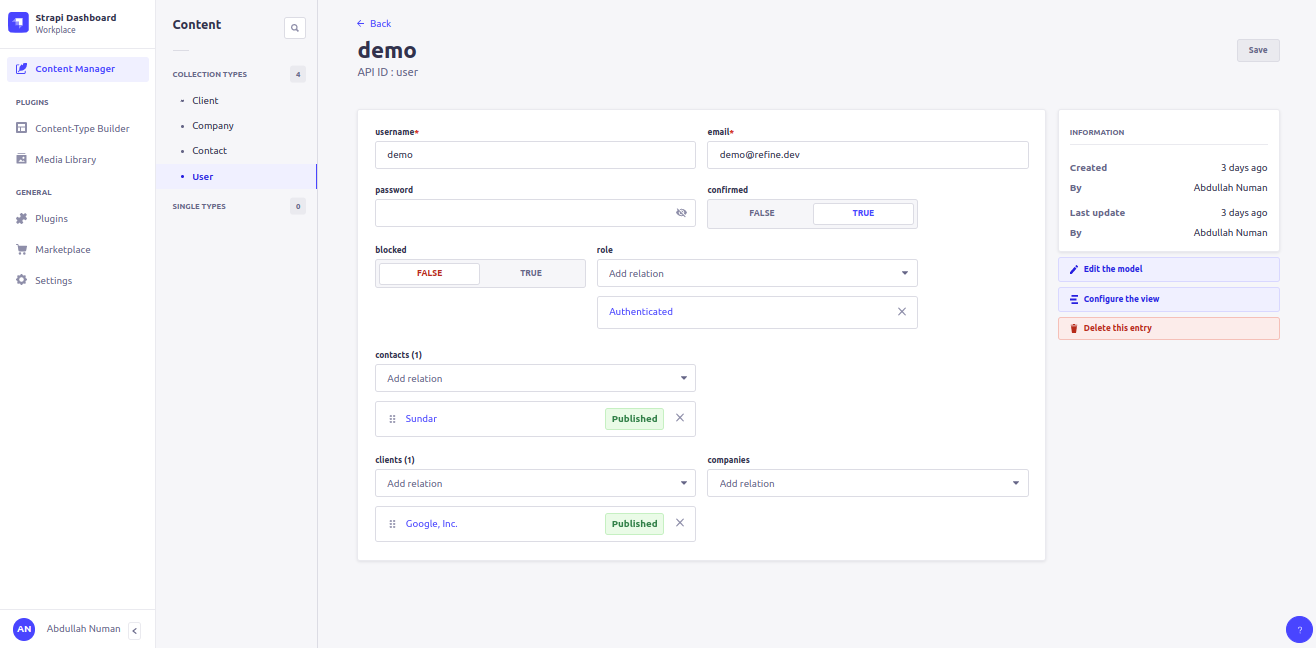 Strapi Dashboard
Workplace
Content Manager
PLUGINS
Content-Type Builder
Media Library
GENERAL
Plugins
Marketplace
Settings
AN Abdullah Numan
Content
COLLECTION TYPES 4
Client
Company
Contact
User
SINGLE TYPES 0
Back
demo
API ID : user
Save
username*
demo
email*
demo@refine.dev
password
confirmed
FALSE TRUE
blocked
FALSE TRUE
role
Add relation
Authenticated
contacts (1)
Add relation
Sundar Published
clients (1)
Add relation
Google, Inc. Published
companies
Add relation
INFORMATION
Created 3 days ago
By Abdullah Numan
Last update 3 days ago
By Abdullah Numan
Edit the model
Configure the view
Delete this entry
?